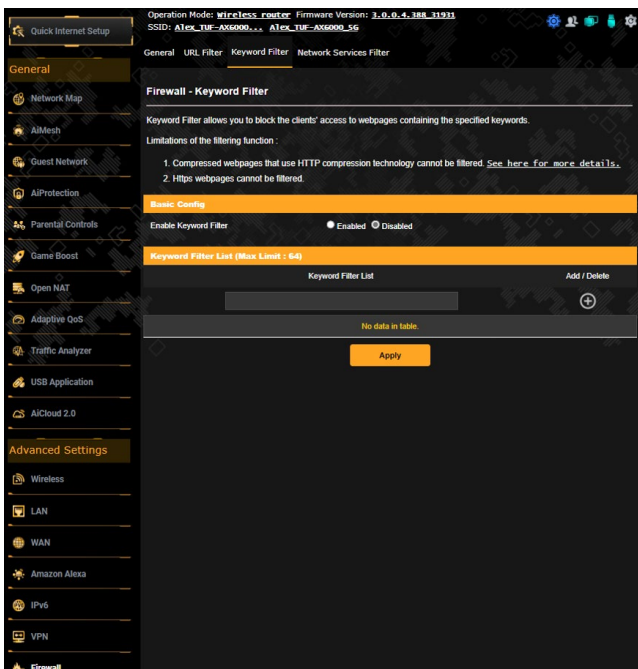 Operation Mode: Wireless router Firmware Version: 3.0.0.4.388_31931
SSID: Alex_TUF-AX6000... Alex_TUF-AX6000_5G
Quick Internet Setup
General URL Filter Keyword Filter Network Services Filter
General
Network Map
AiMesh
Guest Network
AiProtection
Parental Controls
Game Boost
Open NAT
Adaptive QoS
Traffic Analyzer
USB Application
AiCloud 2.0
Advanced Settings
Wireless
LAN
WAN
Amazon Alexa
IPv6
VPN
Firewall
Firewall - Keyword Filter
Keyword Filter allows you to block the clients' access to webpages containing the specified keywords.
Limitations of the filtering function :
1. Compressed webpages that use HTTP compression technology cannot be filtered. See here for more details.
2. Https webpages cannot be filtered.
Basic Config
Enable Keyword Filter Enabled Disabled
Keyword Filter List (Max Limit : 64)
Keyword Filter List Add / Delete
No data in table.
Apply